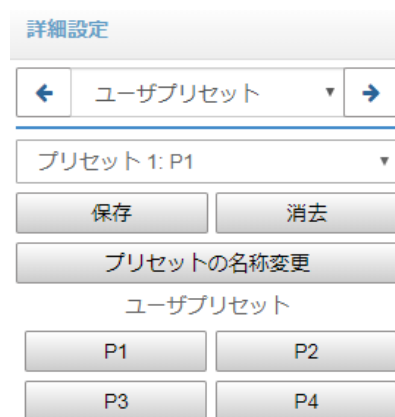 詳細設定
ユーザプリセット
プリセット 1: P1
保存 消去
プリセットの名称変更
ユーザプリセット
P1 P2
P3 P4